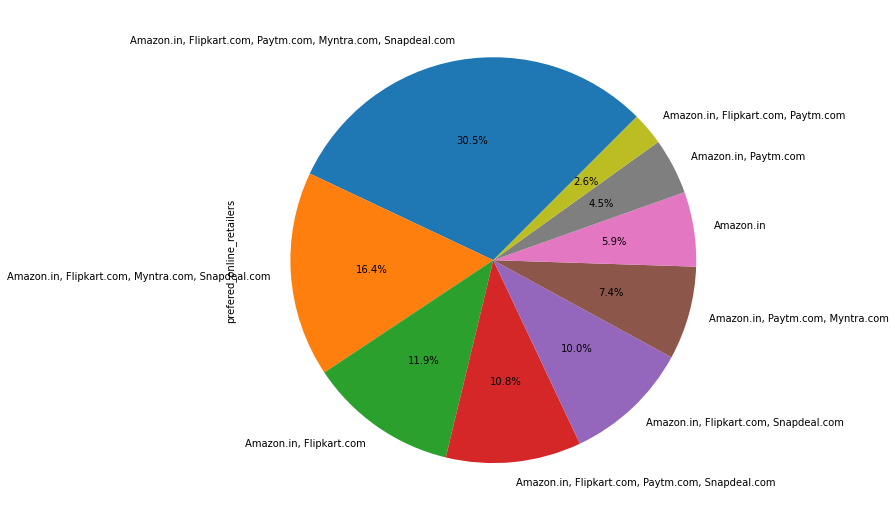 Amazon.in, Flipkart.com, Paytm.com, Myntra.com, Snapdeal.com
30.5%
Amazon.in, Flipkart.com, Paytm.com
2.6%
Amazon.in, Paytm.com
4.5%
Amazon.in
5.9%
prefered_online_retailers
Amazon.in, Flipkart.com, Myntra.com, Snapdeal.com
16.4%
7.4%
Amazon.in, Paytm.com, Myntra.com
11.9%
10.0%
10.8%
Amazon.in, Flipkart.com, Snapdeal.com
Amazon.in, Flipkart.com
Amazon.in, Flipkart.com, Paytm.com, Snapdeal.com